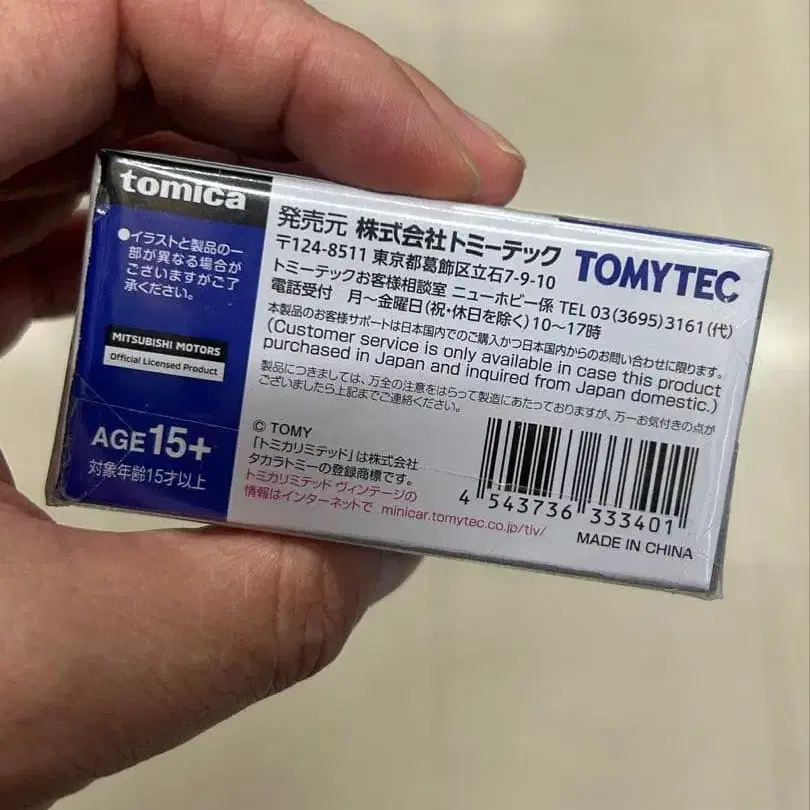 tomica
●イラストと製品の一
部が異なる場合が
ございますがご了
承ください。
MITSUBISHI MOTORS
Official Licensed Product
AGE 15+
対象年齢15才以上
発売元 株式会社トミーテック
〒124-8511 東京都葛飾区立石7-9-10
TOMYTEC
トミーテックお客様相談室 ニューホビー係 TEL 03(3695)3161(代)
電話受付 月〜金曜日(祝・休日を除く)10〜17時
本製品のお客様サポートは日本国内でのご購入かつ日本国内からのお問い合わせに限ります。
(Customer service is only available in case this product
purchased in Japan and inquired from Japan domestic.)
製品につきましては、万全の注意をはらって製造にあたっておりますが、万一お気付きの点が
ございましたら上記までご連絡ください。
© TOMY
「トミカリミテッド」は株式会社
タカラトミーの登録商標です。
トミカリミテッド ヴィンテージの
情報はインターネットで minicar.tomytec.co.jp/tlv/
4 543736 333401
MADE IN CHINA